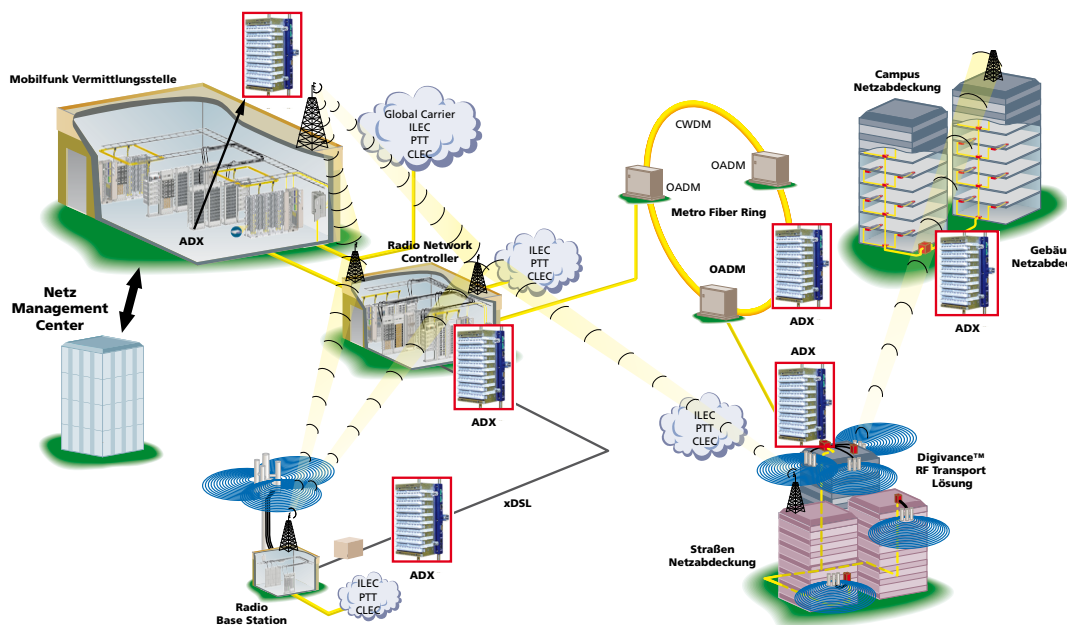 Mobilfunk Vermittlungsstelle
ADX
Global Carrier
ILEC
PTT
CLEC
CWDM
OADM
OADM
Metro Fiber Ring
OADM
ADX
Campus
Netzabdeckung
Gebäu
Netzabdec
ADX
Radio Network
Controller
ILEC
PTT
CLEC
Netz
Management
Center
ADX
ADX
ILEC
PTT
CLEC
Digivance™
RF Transport
Lösung
xDSL
ADX
Straßen
Netzabdeckung
ILEC
PTT
CLEC
Radio
Base Station